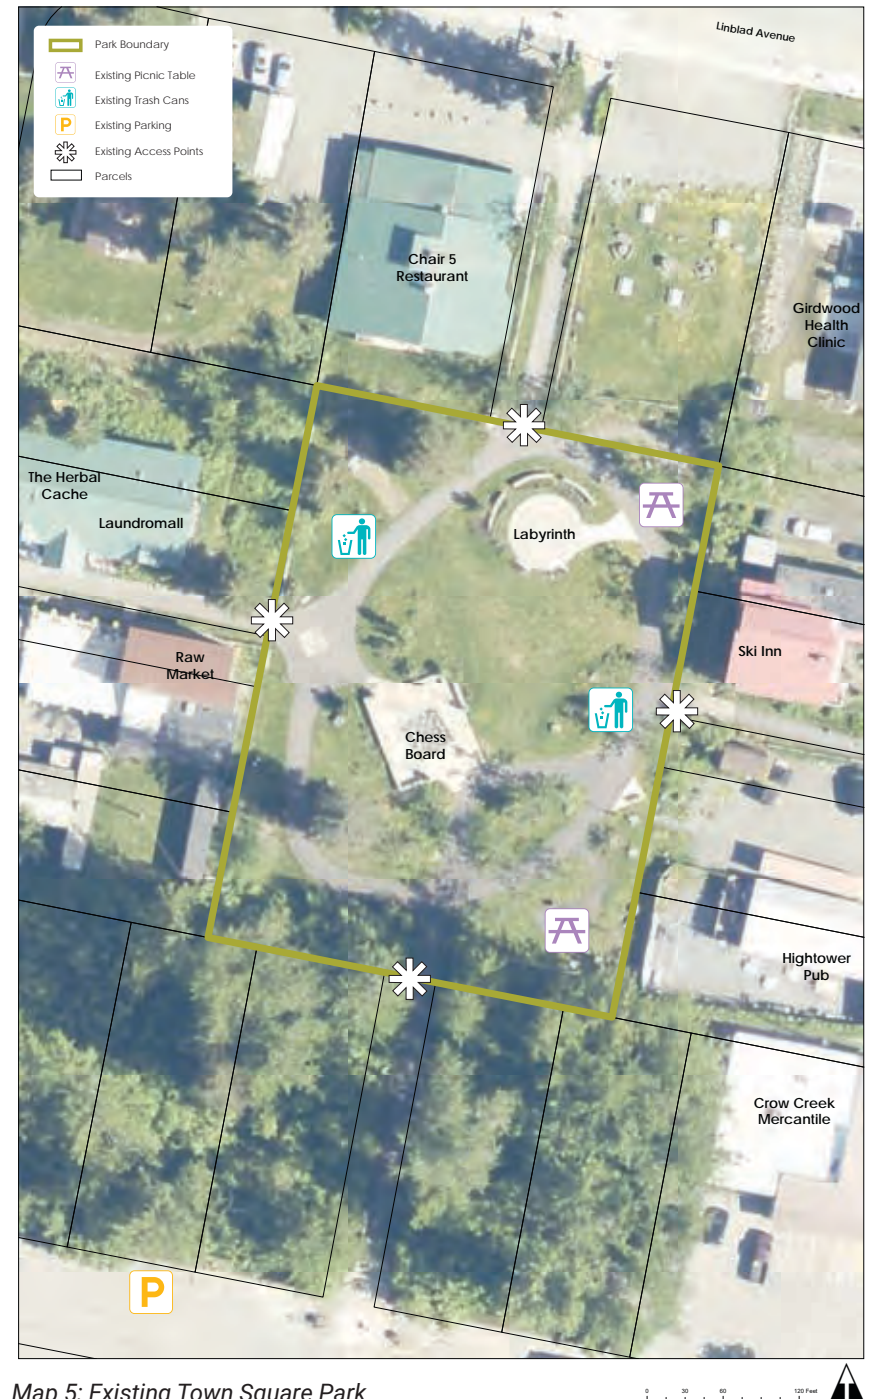 Linblad Avenue
Park Boundary
Existing Picnic Table
Existing Trash Cans
P
Existing Parking
Existing Access Points
Parcels
Chair 5
Restaurant
Girdwood
Health
Clinic
The Herbal
Cache
Laundromall
Labyrinth
Raw
Market
Ski Inn
Chess
Board
Hightower
Pub
Crow Creek
Mercantile
P
Map 5: Existing Town Square Park
0 30 60 120 Feet